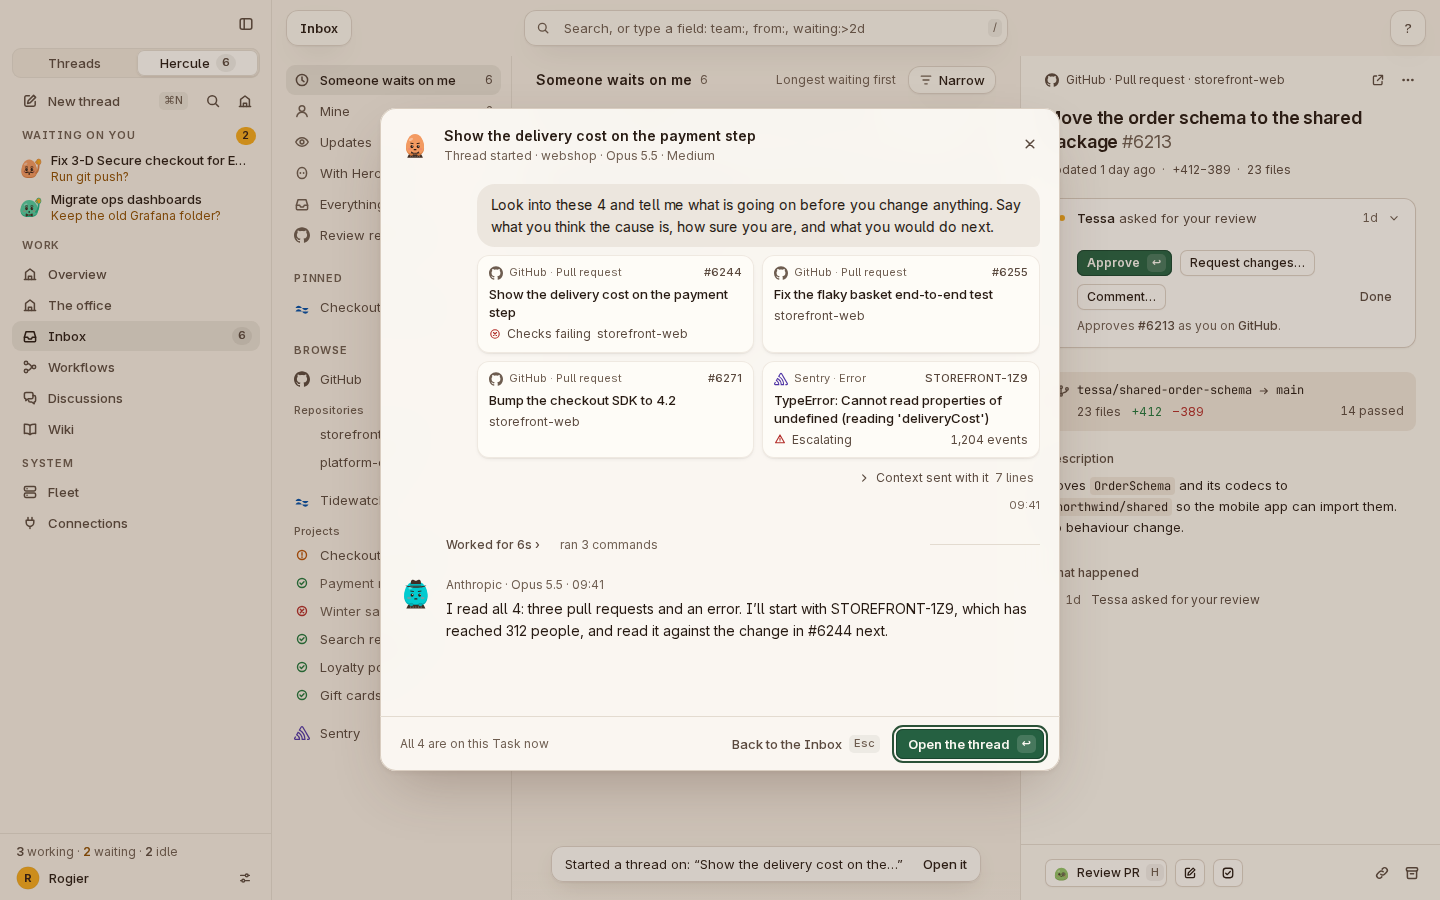 Threads
Hercule 6
New thread ⌘N
WAITING ON YOU 2
Fix 3-D Secure checkout for E…
Run git push?
Migrate ops dashboards
Keep the old Grafana folder?
WORK
Overview
The office
Inbox 6
Workflows
Discussions
Wiki
SYSTEM
Fleet
Connections
3 working · 2 waiting · 2 idle
R Rogier
Inbox
Search, or type a field: team:, from:, waiting:>2d /
?
Someone waits on me 6
Mine
Updates
With Herc
Everything
Review re
PINNED
Checkout
BROWSE
GitHub
Repositories
storefront
platform-
Tidewatc
Projects
Checkout
Payment
Winter sa
Search re
Loyalty po
Gift cards
Sentry
Someone waits on me 6
Longest waiting first
Narrow
Show the delivery cost on the payment step
Thread started · webshop · Opus 5.5 · Medium
Look into these 4 and tell me what is going on before you change anything. Say
what you think the cause is, how sure you are, and what you would do next.
GitHub · Pull request #6244
Show the delivery cost on the payment
step
Checks failing storefront-web
GitHub · Pull request #6255
Fix the flaky basket end-to-end test
storefront-web
GitHub · Pull request #6271
Bump the checkout SDK to 4.2
storefront-web
Sentry · Error STOREFRONT-1Z9
TypeError: Cannot read properties of
undefined (reading 'deliveryCost')
Escalating 1,204 events
Context sent with it 7 lines
09:41
Worked for 6s › ran 3 commands
Anthropic · Opus 5.5 · 09:41
I read all 4: three pull requests and an error. I’ll start with STOREFRONT-1Z9, which has
reached 312 people, and read it against the change in #6244 next.
All 4 are on this Task now
Back to the Inbox Esc
Open the thread ↩
Started a thread on: “Show the delivery cost on the…” Open it
GitHub · Pull request · storefront-web
ove the order schema to the shared
ackage #6213
dated 1 day ago · +412−389 · 23 files
Tessa asked for your review 1d
Approve ↩
Request changes…
Comment…
Done
Approves #6213 as you on GitHub.
tessa/shared-order-schema → main
23 files +412 −389 14 passed
escription
oves OrderSchema and its codecs to
northwind/shared so the mobile app can import them.
behaviour change.
hat happened
1d Tessa asked for your review
Review PR H